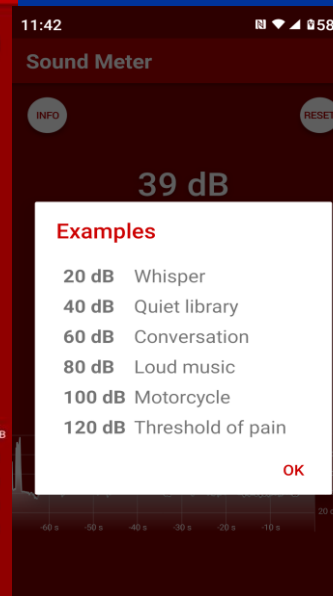 11:42 58
Sound Meter
INFO RESET
39 dB
Examples
20 dB Whisper
40 dB Quiet library
60 dB Conversation
80 dB Loud music
100 dB Motorcycle
120 dB Threshold of pain
OK
B
20 d
-60 s -50 s -40 s -30 s -20 s -10 s